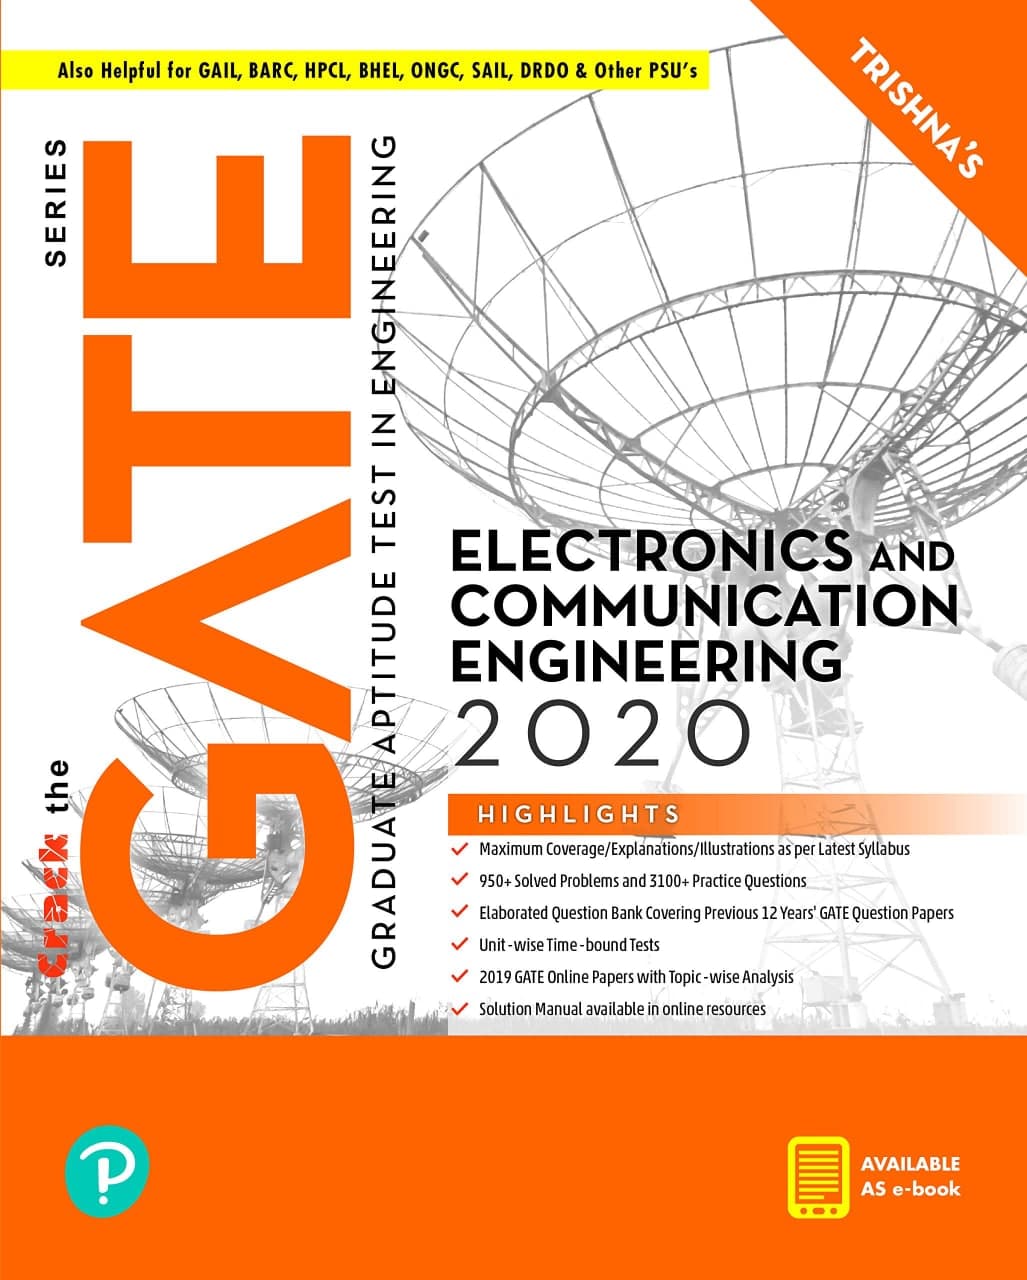 Also Helpful for GAIL, BARC, HPCL, BHEL, ONGC, SAIL, DRDO & Other PSU's
TRISHNA'S
crack the
SERIES
GATE
GRADUATE APTITUDE TEST IN ENGINEERING
ELECTRONICS AND
COMMUNICATION
ENGINEERING
2020
HIGHLIGHTS
Maximum Coverage/Explanations/Illustrations as per Latest Syllabus
950+ Solved Problems and 3100+ Practice Questions
Elaborated Question Bank Covering Previous 12 Years' GATE Question Papers
Unit-wise Time-bound Tests
2019 GATE Online Papers with Topic-wise Analysis
Solution Manual available in online resources
P
AVAILABLE
AS e-book